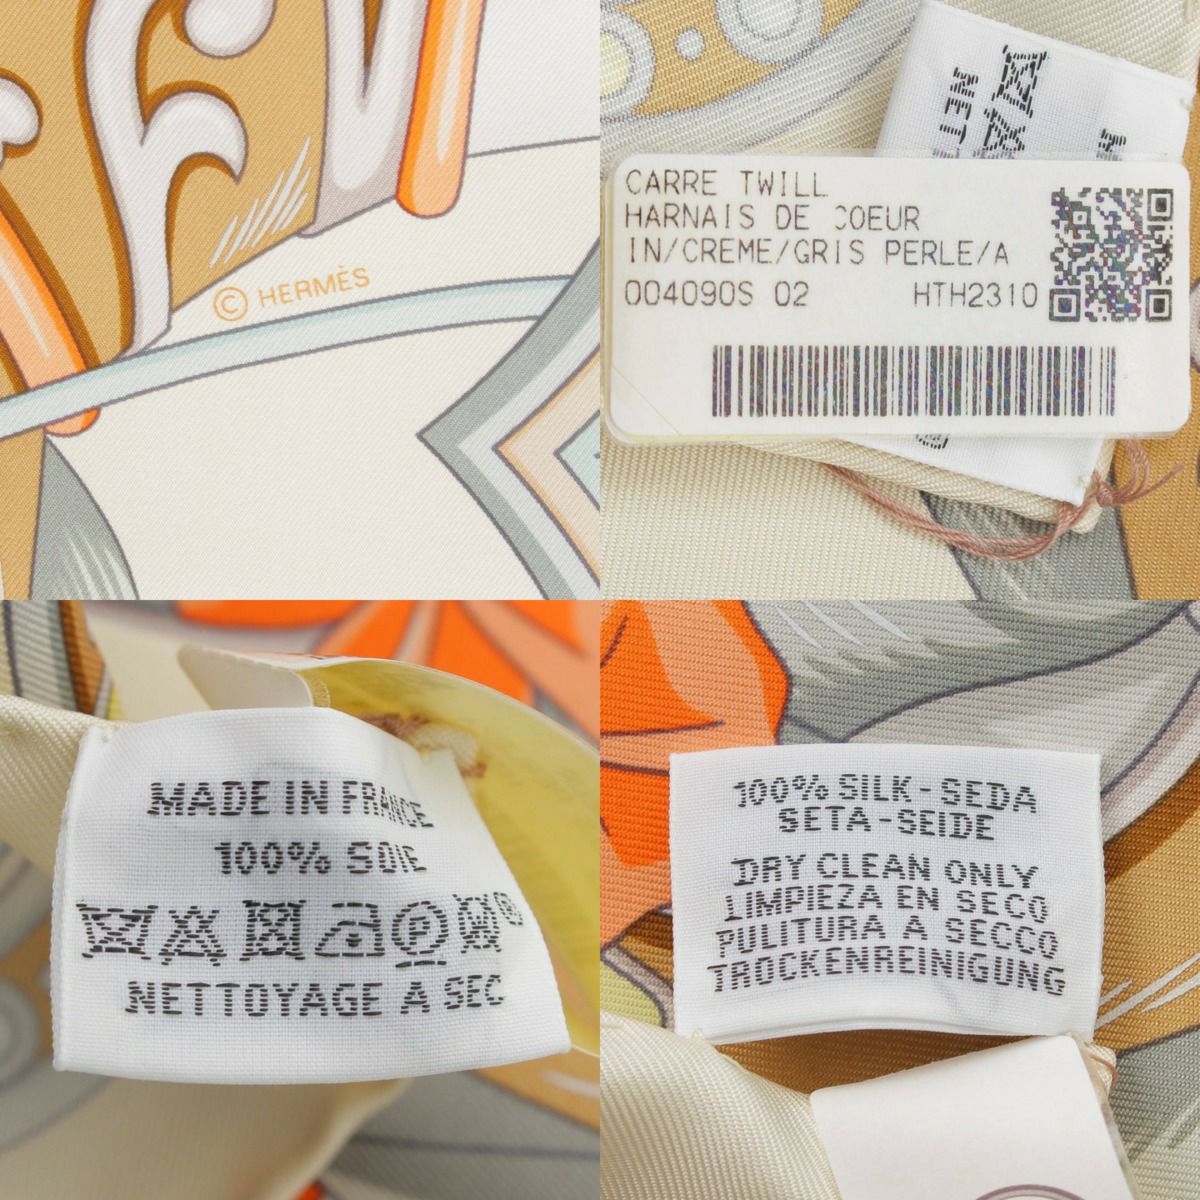 © HERMÈS
NET
CARRE TWILL
HARNAIS DE COEUR
IN/CREME/GRIS PERLE/A
004090S 02 HTH2310
MADE IN FRANCE
100% SOIE
P
NETTOYAGE A SEC
100% SILK-SEDA
SETA-SEIDE
DRY CLEAN ONLY
LIMPIEZA EN SECO
PULITURA A SECCO
TROCKENREINIGUNG